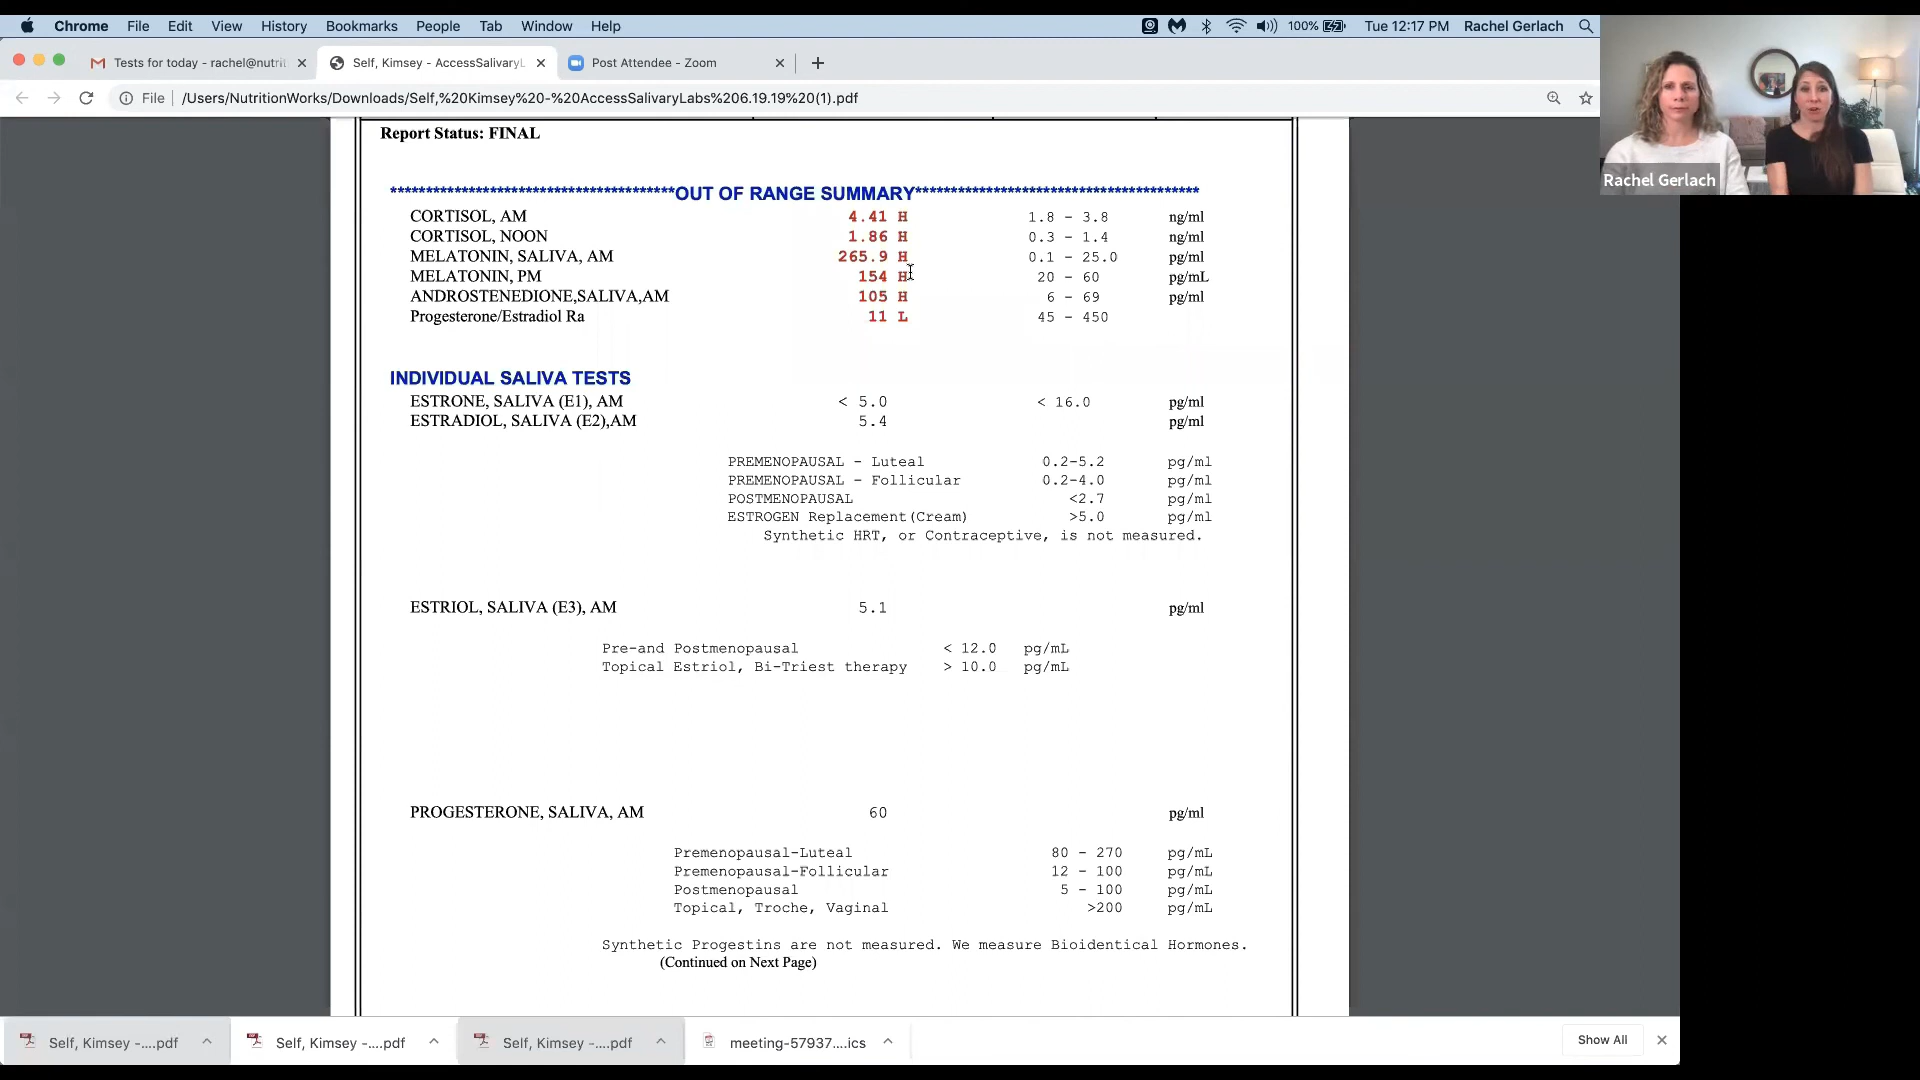 Chrome File Edit View History Bookmarks People Tab Window Help 100% Tue 12:17 PM Rachel Gerlach
Tests for today - rachel@nutrit Self, Kimsey - AccessSalivaryL Post Attendee - Zoom
File /Users/NutritionWorks/Downloads/Self,%20Kimsey%20-%20AccessSalivaryLabs%206.19.19%20(1).pdf
Rachel Gerlach
Report Status: FINAL
****************************************OUT OF RANGE SUMMARY****************************************
CORTISOL, AM 4.41 H 1.8 - 3.8 ng/ml
CORTISOL, NOON 1.86 H 0.3 - 1.4 ng/ml
MELATONIN, SALIVA, AM 265.9 H 0.1 - 25.0 pg/ml
MELATONIN, PM 154 H 20 - 60 pg/mL
ANDROSTENEDIONE,SALIVA,AM 105 H 6 - 69 pg/ml
Progesterone/Estradiol Ra 11 L 45 - 450
INDIVIDUAL SALIVA TESTS
ESTRONE, SALIVA (E1), AM < 5.0 < 16.0 pg/ml
ESTRADIOL, SALIVA (E2),AM 5.4 pg/ml
PREMENOPAUSAL - Luteal 0.2-5.2 pg/ml
PREMENOPAUSAL - Follicular 0.2-4.0 pg/ml
POSTMENOPAUSAL <2.7 pg/ml
ESTROGEN Replacement(Cream) >5.0 pg/ml
Synthetic HRT, or Contraceptive, is not measured.
ESTRIOL, SALIVA (E3), AM 5.1 pg/ml
Pre-and Postmenopausal < 12.0 pg/mL
Topical Estriol, Bi-Triest therapy > 10.0 pg/mL
PROGESTERONE, SALIVA, AM 60 pg/ml
Premenopausal-Luteal 80 - 270 pg/mL
Premenopausal-Follicular 12 - 100 pg/mL
Postmenopausal 5 - 100 pg/mL
Topical, Troche, Vaginal >200 pg/mL
Synthetic Progestins are not measured. We measure Bioidentical Hormones.
(Continued on Next Page)
Self, Kimsey -....pdf Self, Kimsey -....pdf Self, Kimsey -....pdf meeting-57937....ics Show All